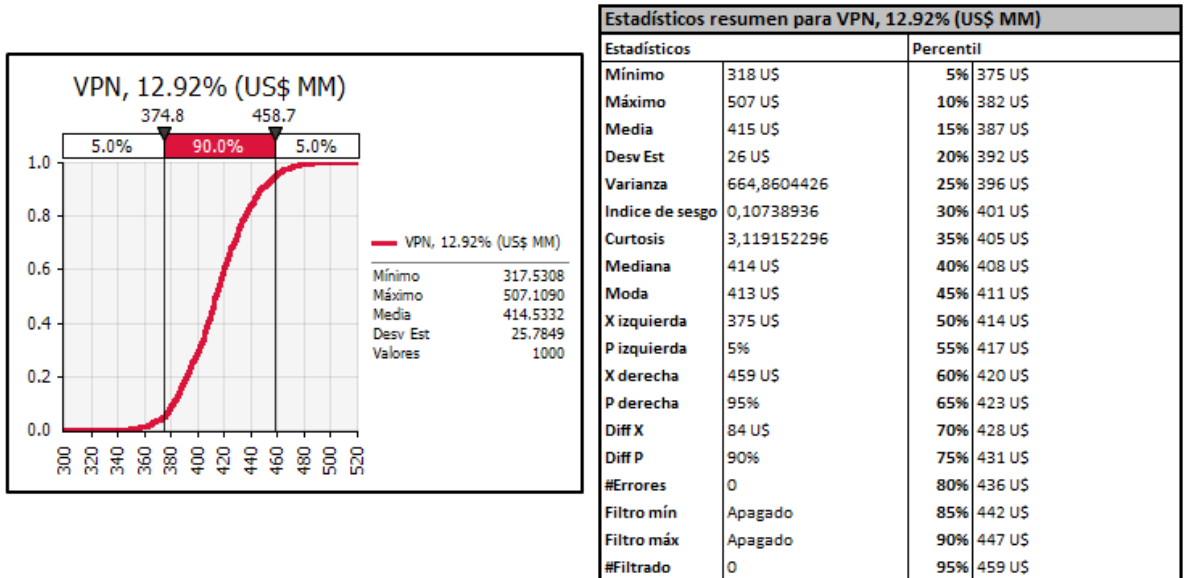 VPN, 12.92% (US$ MM)
374.8 458.7
5.0% 90.0% 5.0%
1.0
0.8
0.6
0.4
0.2
0.0
300 320 340 360 380 400 420 440 460 480 500 520
VPN, 12.92% (US$ MM)
Mínimo 317.5308
Máximo 507.1090
Media 414.5332
Desv Est 25.7849
Valores 1000
Estadísticos resumen para VPN, 12.92% (US$ MM)
Estadísticos Percentil
Mínimo 318 U$ 5% 375 U$
Máximo 507 U$ 10% 382 U$
Media 415 U$ 15% 387 U$
Desv Est 26 U$ 20% 392 U$
Varianza 664,8604426 25% 396 U$
Indice de sesgo 0,10738936 30% 401 U$
Curtosis 3,119152296 35% 405 U$
Mediana 414 U$ 40% 408 U$
Moda 413 U$ 45% 411 U$
X izquierda 375 U$ 50% 414 U$
P izquierda 5% 55% 417 U$
X derecha 459 U$ 60% 420 U$
P derecha 95% 65% 423 U$
Diff X 84 U$ 70% 428 U$
Diff P 90% 75% 431 U$
#Errores 0 80% 436 U$
Filtro mín Apagado 85% 442 U$
Filtro máx Apagado 90% 447 U$
#Filtrado 0 95% 459 U$